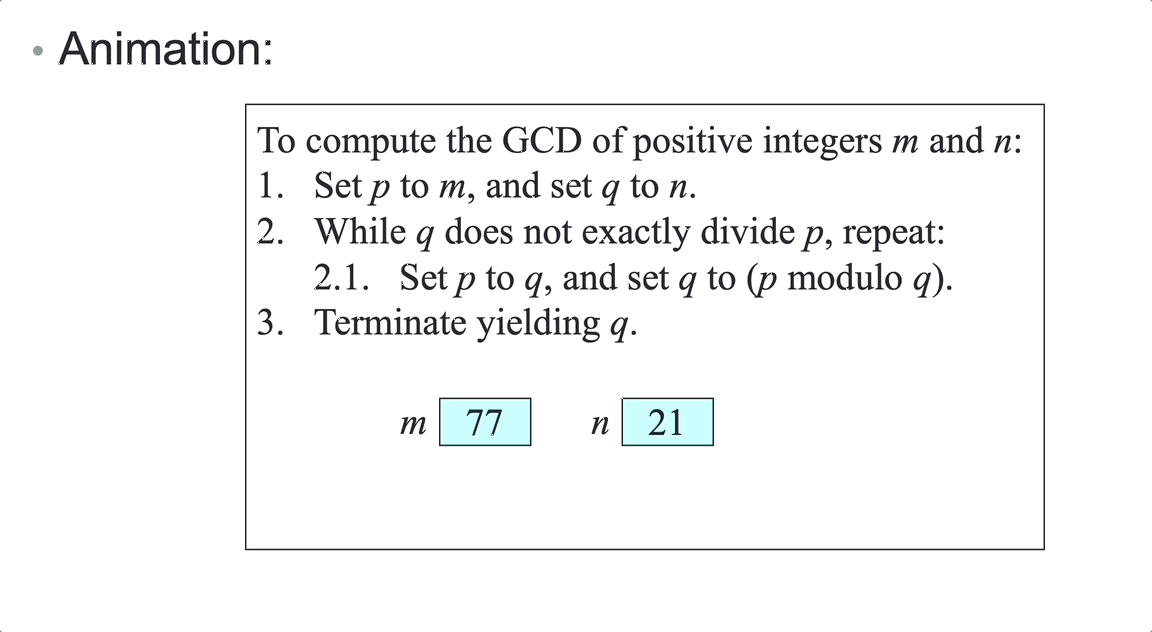 • Animation:
To compute the GCD of positive integers m and n:
1. Set p to m, and set q to n.
2. While q does not exactly divide p, repeat:
2.1. Set p to q, and set q to (p modulo q).
3. Terminate yielding q.
m 77 n 21